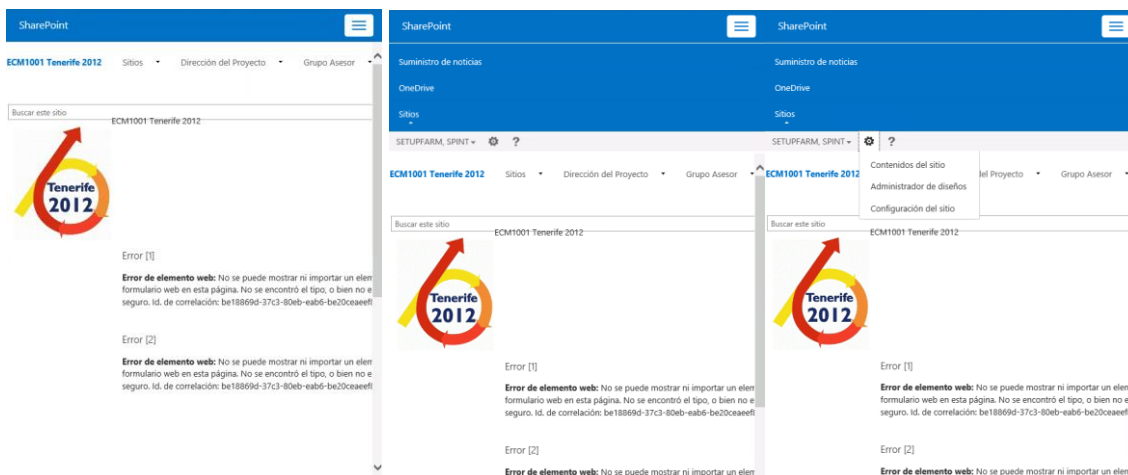 SharePoint
ECM1001 Tenerife 2012 Sitios Dirección del Proyecto Grupo Asesor
Buscar este sitio
ECM1001 Tenerife 2012
Tenerife
2012
Error [1]
Error de elemento web: No se puede mostrar ni importar un elem
formulario web en esta página. No se encontró el tipo, o bien no e
seguro. Id. de correlación: be18869d-37c3-80eb-eab6-be20ceaeef
Error [2]
Error de elemento web: No se puede mostrar ni importar un elem
formulario web en esta página. No se encontró el tipo, o bien no e
seguro. Id. de correlación: be18869d-37c3-80eb-eab6-be20ceaeef
SharePoint
Suministro de noticias
OneDrive
Sitios
SETUPFARM, SPINT ?
ECM1001 Tenerife 2012 Sitios Dirección del Proyecto Grupo Asesor
Buscar este sitio
ECM1001 Tenerife 2012
Tenerife
2012
Error [1]
Error de elemento web: No se puede mostrar ni importar un elem
formulario web en esta página. No se encontró el tipo, o bien no e
seguro. Id. de correlación: be18869d-37c3-80eb-eab6-be20ceaeef
Error [2]
Error de elemento web: No se puede mostrar ni importar un elem
SharePoint
Suministro de noticias
OneDrive
Sitios
SETUPFARM, SPINT ?
Contenidos del sitio
Administrador de diseños
Configuración del sitio
ECM1001 Tenerife 2012 del Proyecto Grupo Asesor
Buscar este sitio
ECM1001 Tenerife 2012
Tenerife
2012
Error [1]
Error de elemento web: No se puede mostrar ni importar un elem
formulario web en esta página. No se encontró el tipo, o bien no e
seguro. Id. de correlación: be18869d-37c3-80eb-eab6-be20ceaeef
Error [2]
Error de elemento web: No se puede mostrar ni importar un elem